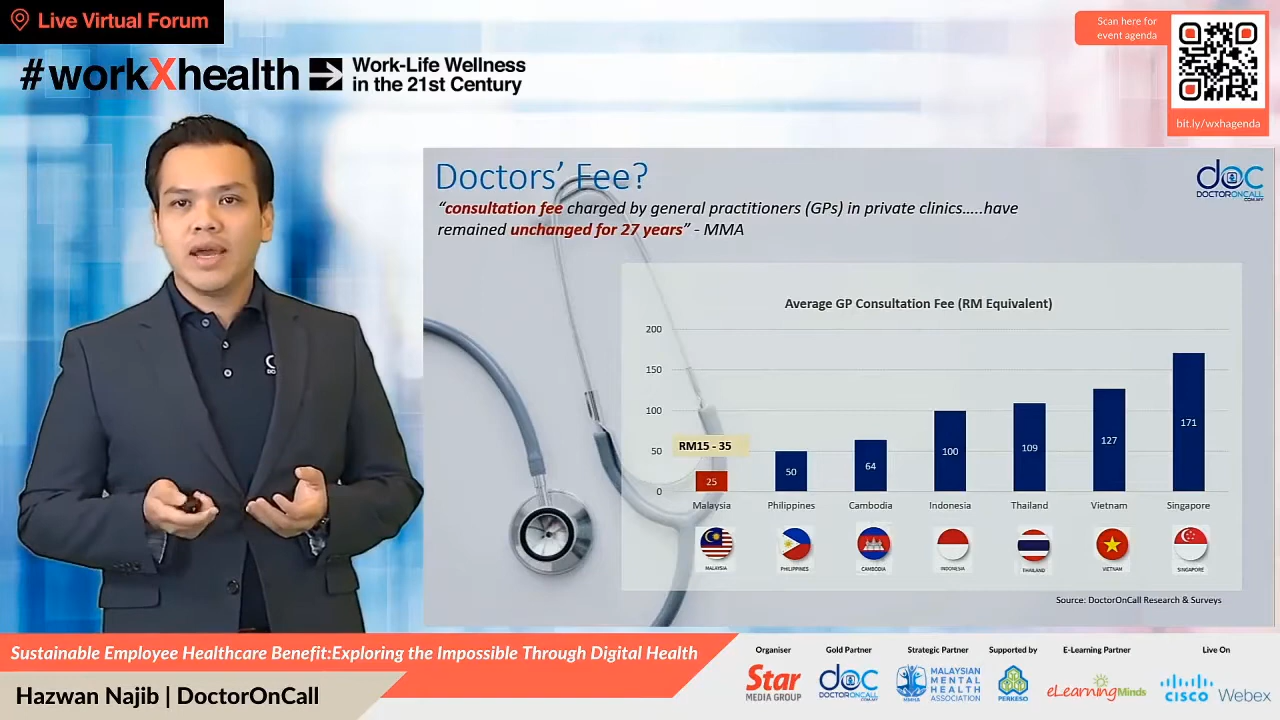 Live Virtual Forum
#workXhealth
Work-Life Wellness
in the 21st Century
Scan here for
event agenda
bit.ly/wxhagenda
Doctors’ Fee?
“consultation fee charged by general practitioners (GPs) in private clinics…..have
remained unchanged for 27 years” - MMA
doc
DOCTORONCALL
.COM.MY
Average GP Consultation Fee (RM Equivalent)
200
150
100
50
0
RM15 - 35
25
50
64
100
109
127
171
Malaysia
Philippines
Cambodia
Indonesia
Thailand
Vietnam
Singapore
MALAYSIA
PHILIPPINES
CAMBODIA
INDONESIA
THAILAND
VIETNAM
SINGAPORE
Source: DoctorOnCall Research & Surveys
Sustainable Employee Healthcare Benefit:Exploring the Impossible Through Digital Health
Hazwan Najib | DoctorOnCall
Organiser
Star
MEDIA GROUP
Gold Partner
doc
DOCTORONCALL
.COM.MY
Strategic Partner
MALAYSIAN
MENTAL
HEALTH
ASSOCIATION
Supported by
PERKESO
E-Learning Partner
eLearningMinds
Live On
CISCO Webex